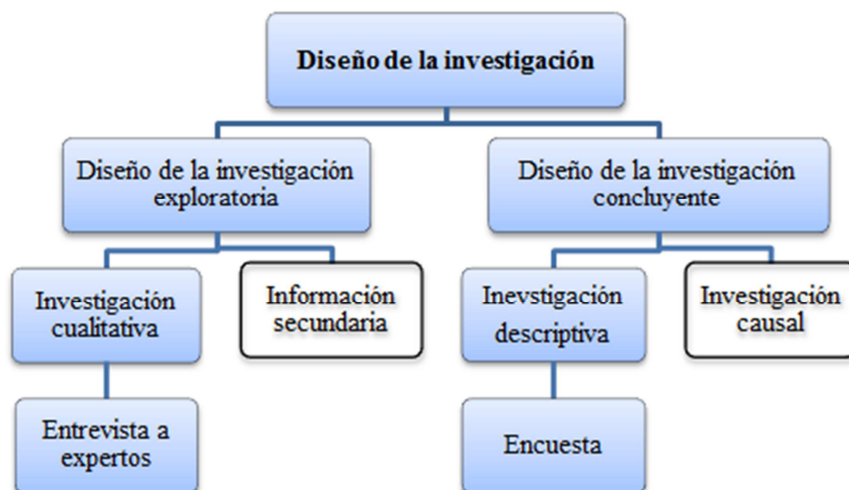 Diseño de la investigación
Diseño de la investigación
exploratoria
Diseño de la investigación
concluyente
Investigación
cualitativa
Información
secundaria
Inevstigación
descriptiva
Investigación
causal
Entrevista a
expertos
Encuesta